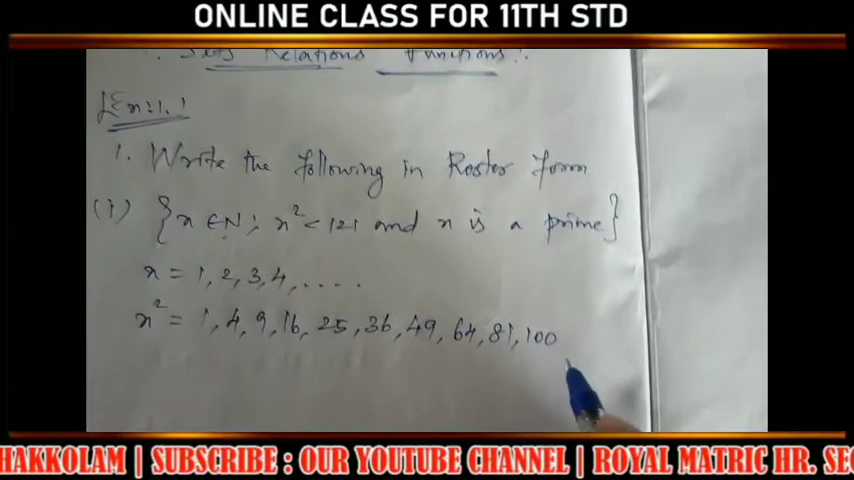 ONLINE CLASS FOR 11TH STD
Sets Relations Functions:
Ex:1.1
1. Write the following in Roster form
(i) {x ∈ N; x² < 121 and x is a prime}
x = 1, 2, 3, 4, ....
x² = 1, 4, 9, 16, 25, 36, 49, 64, 81, 100
HAKKOLAM | SUBSCRIBE : OUR YOUTUBE CHANNEL | ROYAL MATRIC HR. SEC